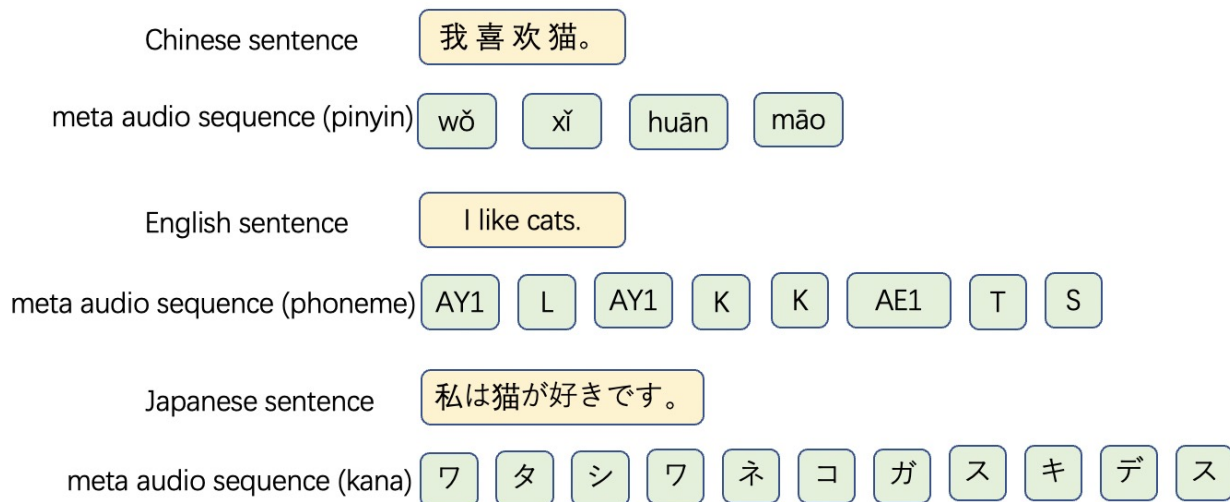 Chinese sentence 我 喜 欢 猫。
meta audio sequence (pinyin) wǒ xǐ huān māo
English sentence I like cats.
meta audio sequence (phoneme) AY1 L AY1 K K AE1 T S
Japanese sentence 私は猫が好きです。
meta audio sequence (kana) ワ タ シ ワ ネ コ ガ ス キ デ ス